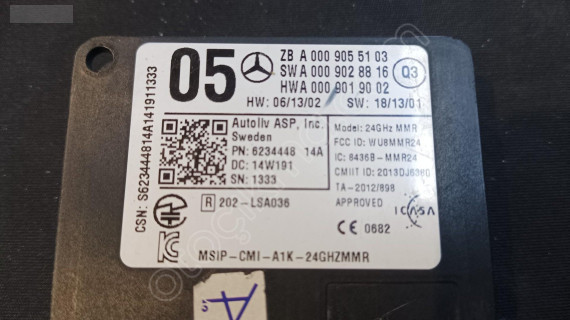 05
ZB A 000 905 51 03
SW A 000 902 88 16
HW A 000 901 90 02
Q3
HW: 06/13/02
SW: 18/13/01
Autoliv ASP, Inc.
Sweden
PN: 6234448 14A
DC: 14W191
SN: 1333
Model: 24GHz MMR
FCC ID: WU8MMR24
IC: 8436B-MMR24
CMIIT ID: 2013DJ6360
TA-2012/898
APPROVED
ICASA
CSN: S623444814A141911333
R 202-LSA036
CE 0682
MSIP-CMI-A1K-24GHZMMR
A